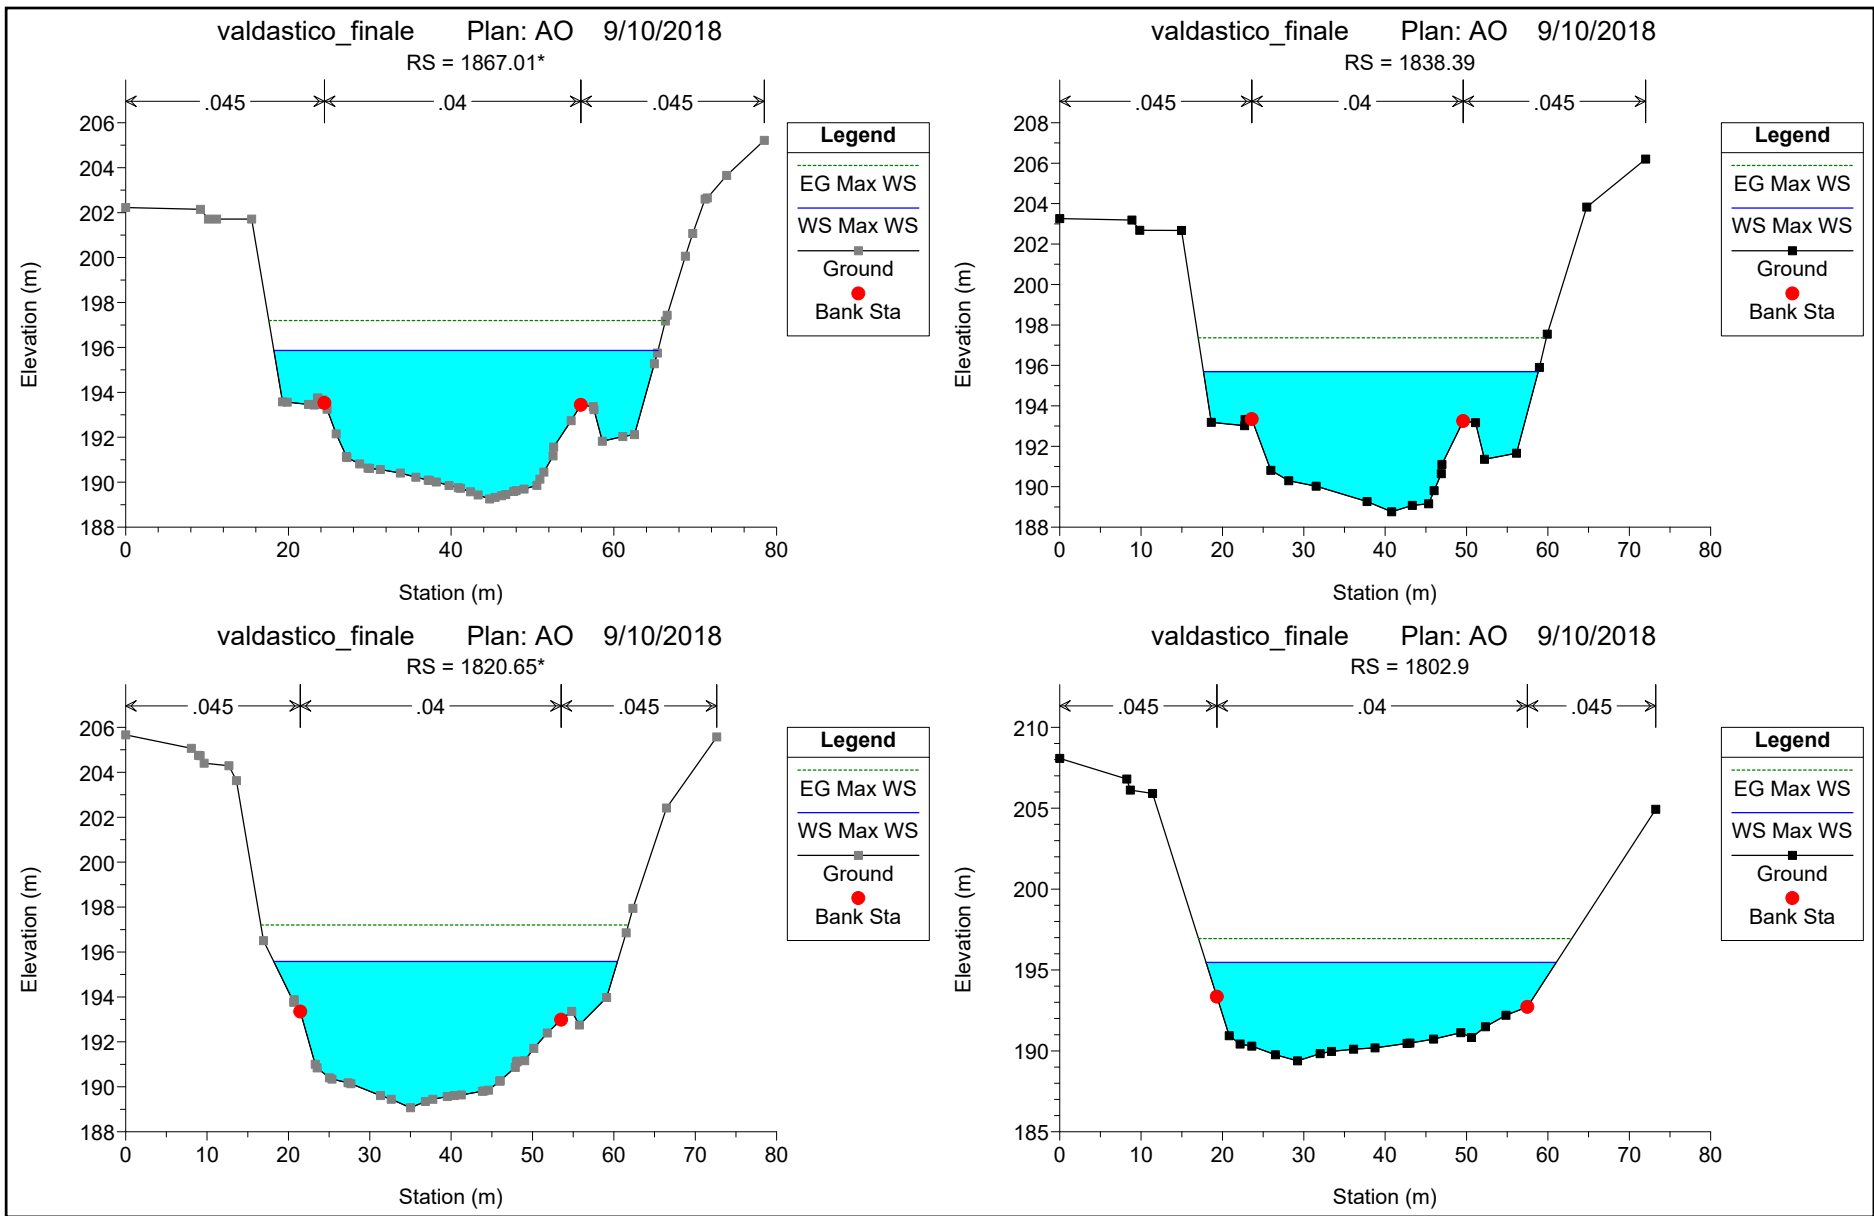 valdastico_finale Plan: AO 9/10/2018
RS = 1867.01*
.045 .04 .045
206
204
202
200
198
196
194
192
190
188
0 20 40 60 80
Elevation (m)
Station (m)
Legend
EG Max WS
WS Max WS
Ground
Bank Sta
valdastico_finale Plan: AO 9/10/2018
RS = 1838.39
.045 .04 .045
208
206
204
202
200
198
196
194
192
190
188
0 10 20 30 40 50 60 70 80
Elevation (m)
Station (m)
Legend
EG Max WS
WS Max WS
Ground
Bank Sta
valdastico_finale Plan: AO 9/10/2018
RS = 1820.65*
.045 .04 .045
206
204
202
200
198
196
194
192
190
188
0 10 20 30 40 50 60 70 80
Elevation (m)
Station (m)
Legend
EG Max WS
WS Max WS
Ground
Bank Sta
valdastico_finale Plan: AO 9/10/2018
RS = 1802.9
.045 .04 .045
210
205
200
195
190
185
0 10 20 30 40 50 60 70 80
Elevation (m)
Station (m)
Legend
EG Max WS
WS Max WS
Ground
Bank Sta